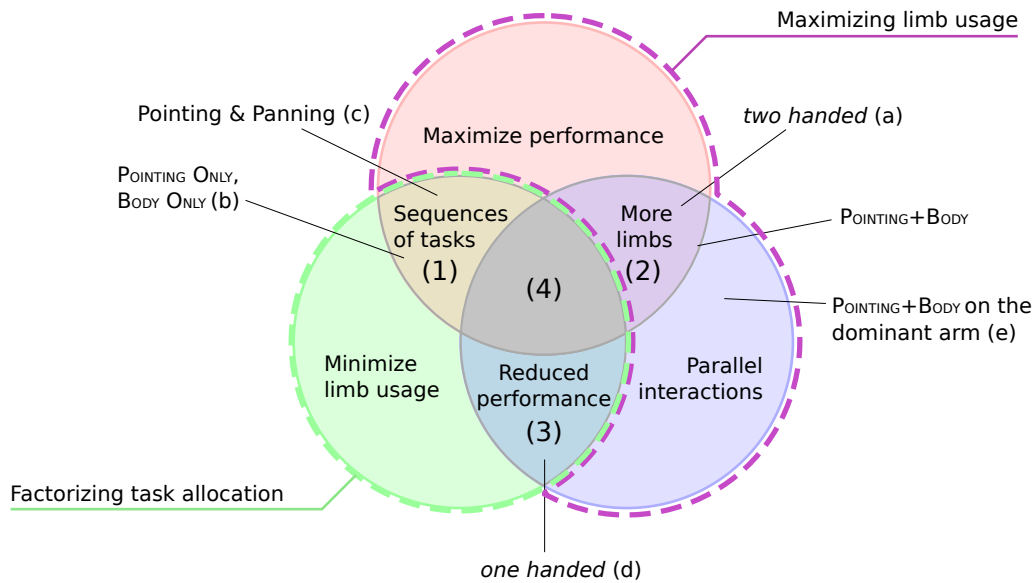 Maximizing limb usage
Pointing & Panning (c)
Maximize performance
two handed (a)
Pointing Only,
Body Only (b)
Sequences
of tasks
(1)
More
limbs
(2)
Pointing+Body
(4)
Pointing+Body on the
dominant arm (e)
Minimize
limb usage
Reduced
performance
(3)
Parallel
interactions
Factorizing task allocation
one handed (d)